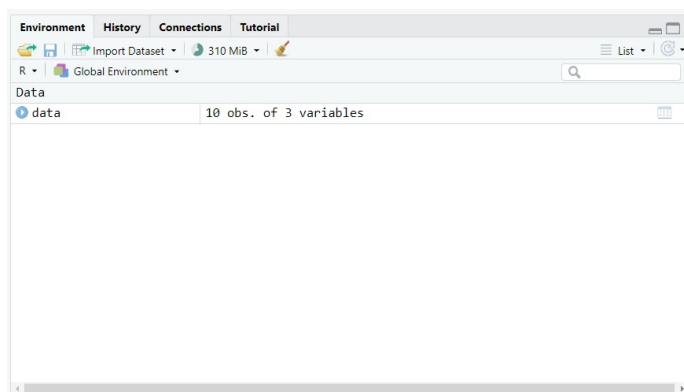 Environment History Connections Tutorial
Import Dataset 310 MiB List
R Global Environment
Data
data 10 obs. of 3 variables